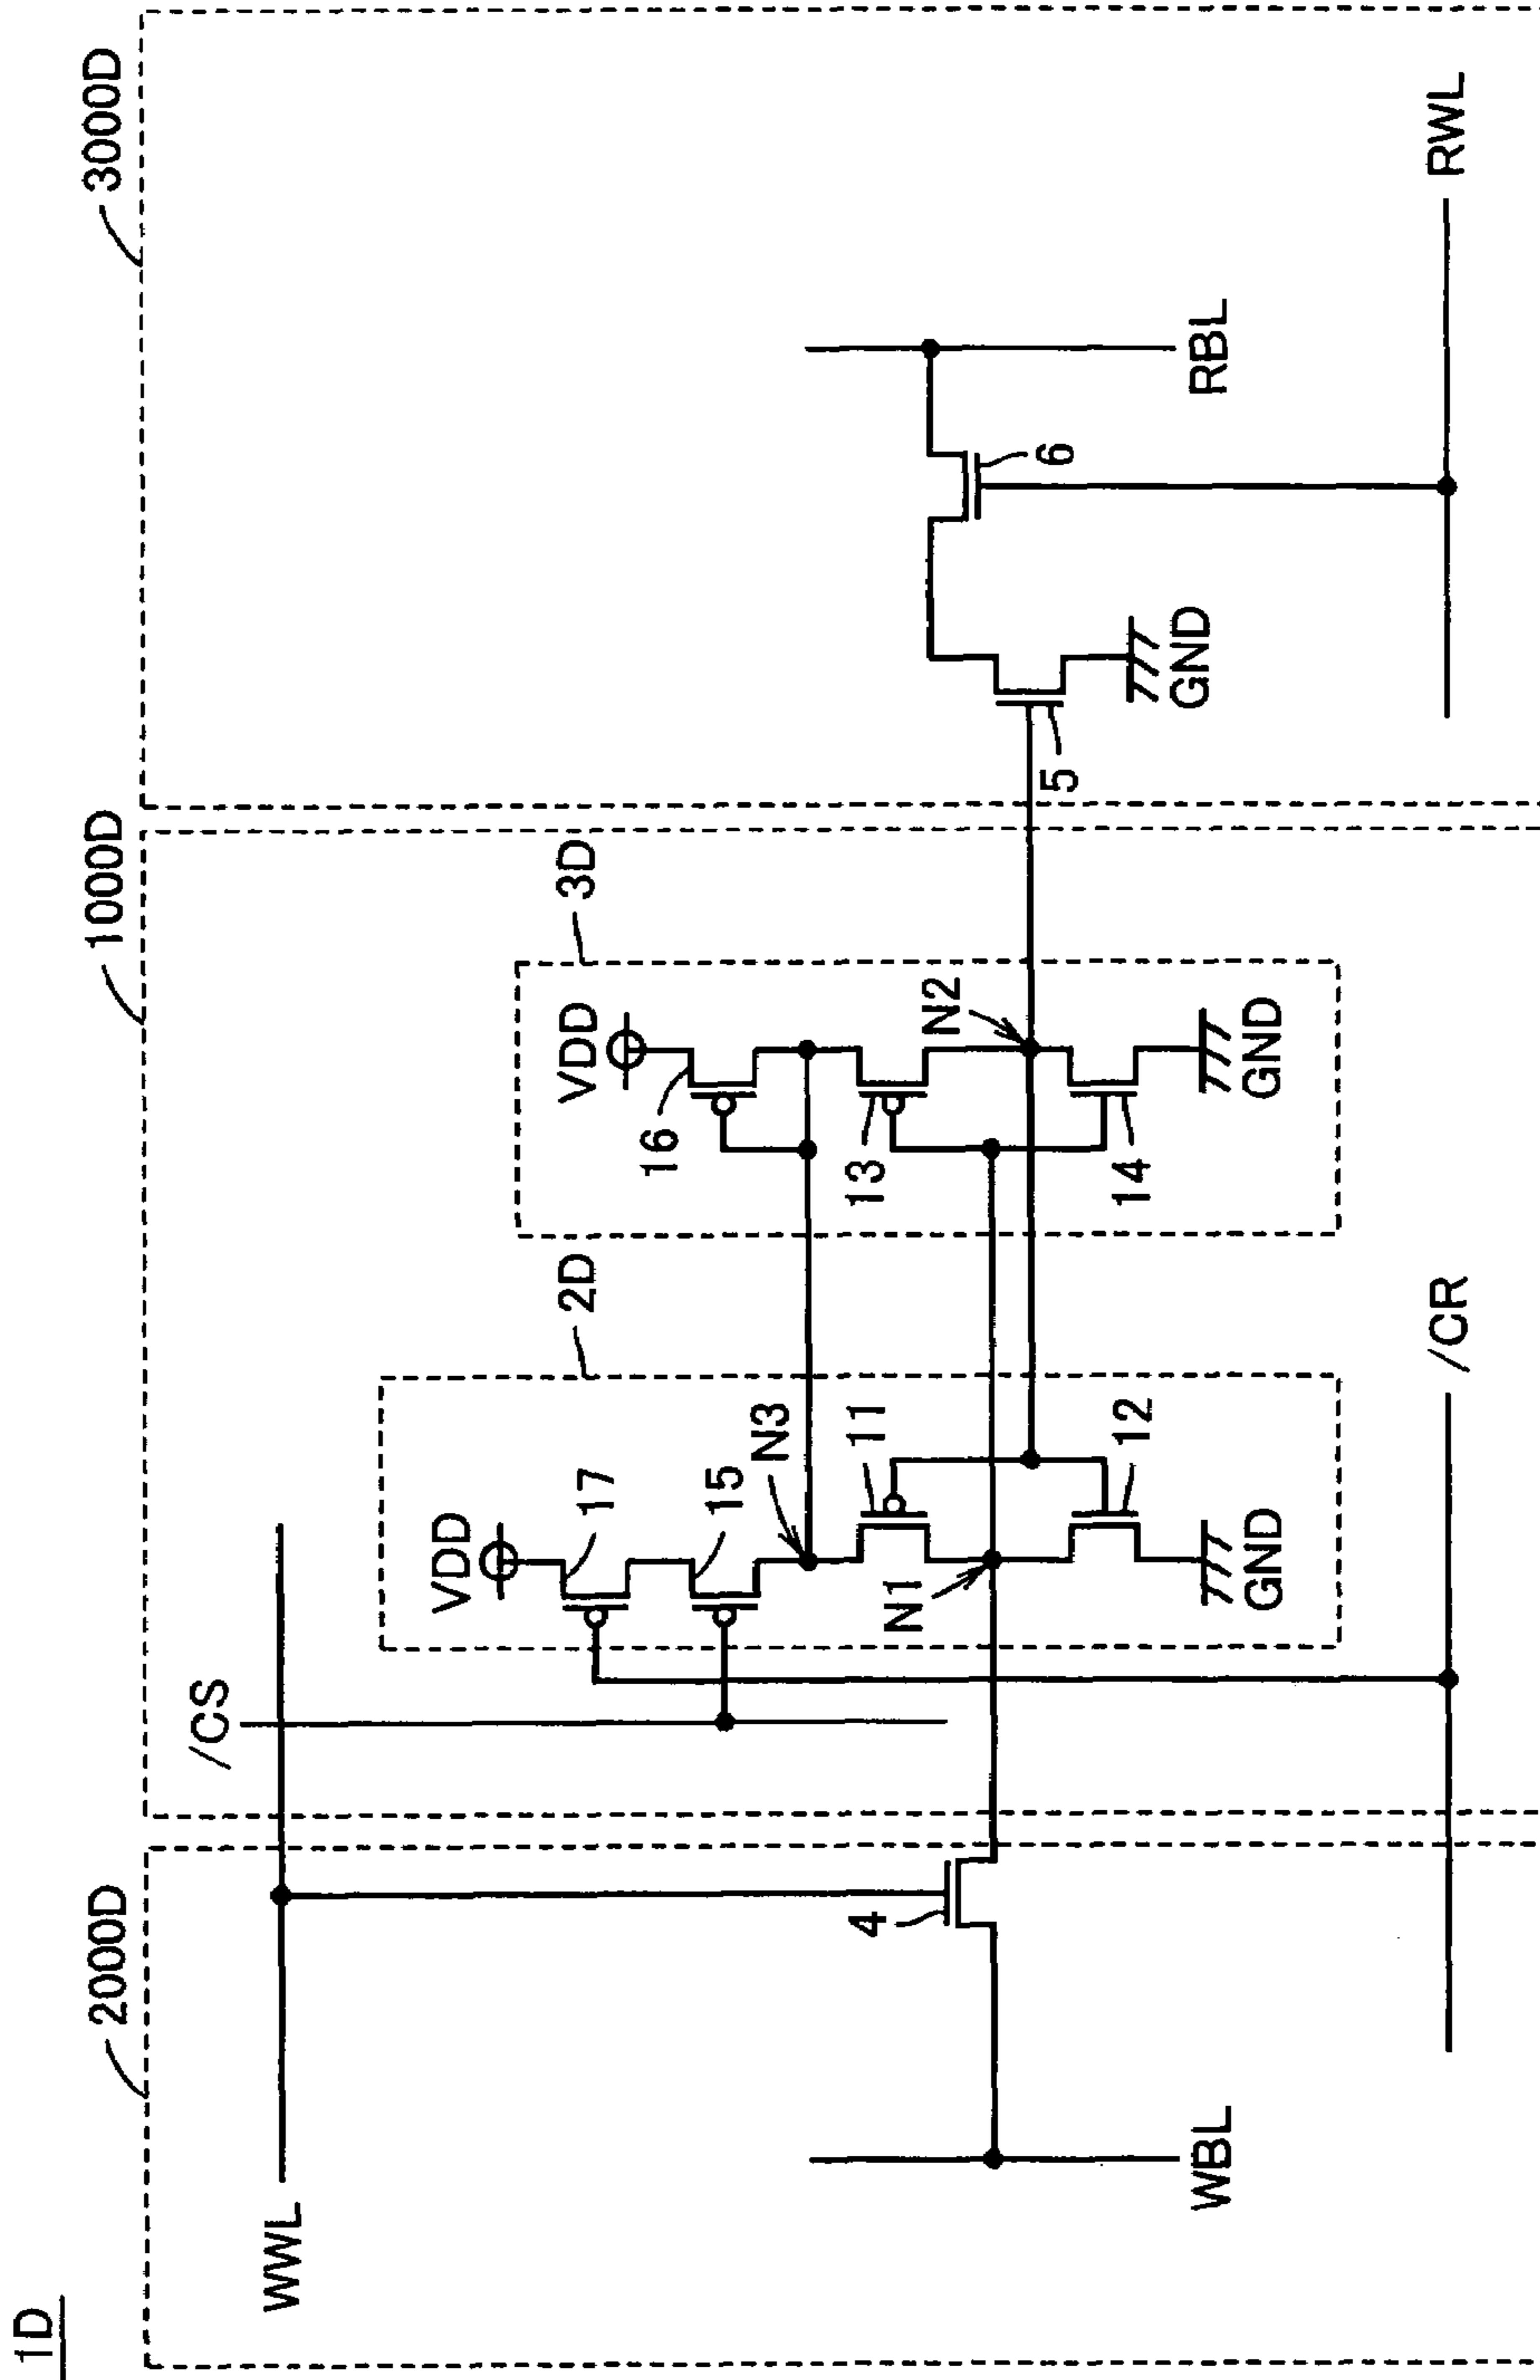 1D
2000D
1000D
3000D
WWL
/CS
VDD
17
2D
15
N3
VDD
3D
16
4
N1
11
13
N2
12
14
5
6
WBL
GND
GND
GND
RBL
/CR
RWL